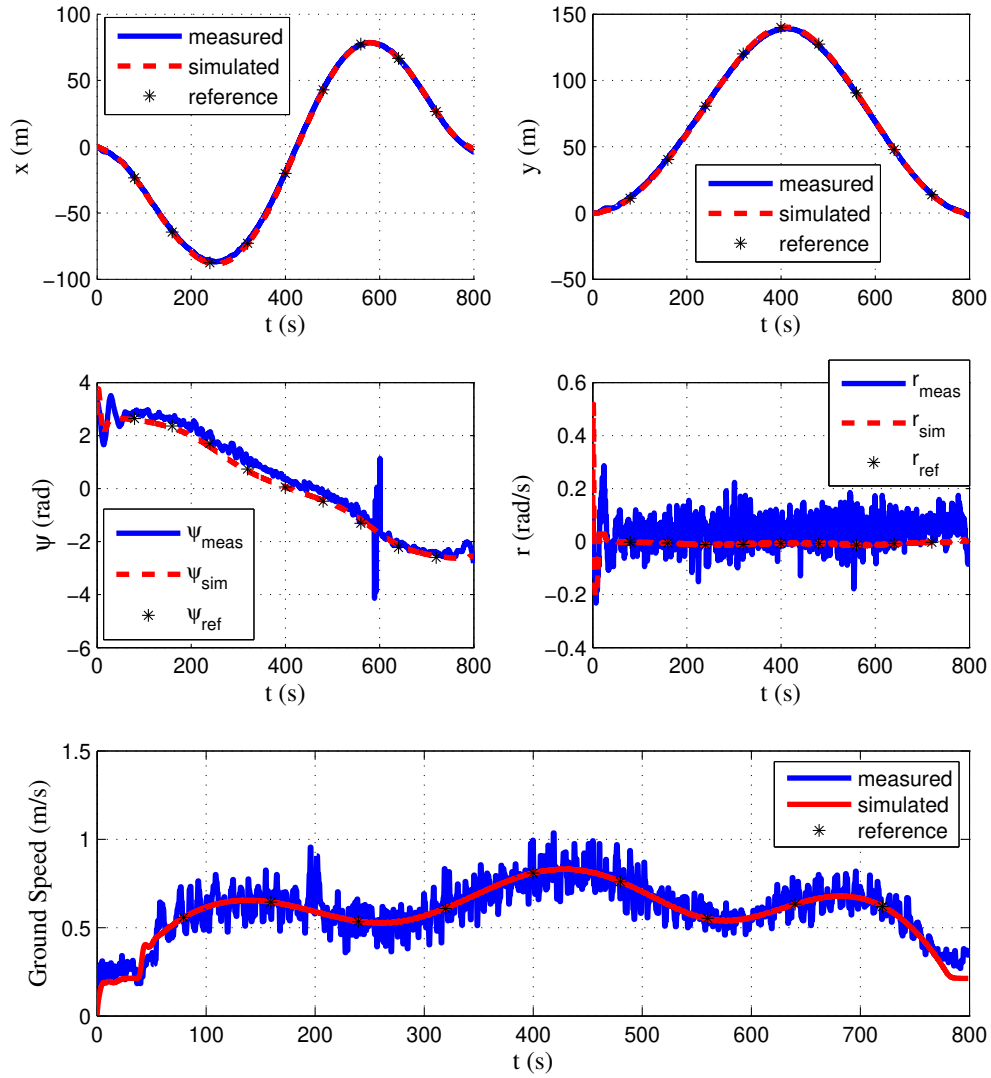 100
50
0
−50
−100
x (m)
measured
simulated
reference
0 200 400 600 800
t (s)
150
100
50
0
50
y (m)
measured
simulated
reference
0 200 400 600 800
t (s)
4
2
0
−2
−4
−6
ψ (rad)
ψmeas
ψsim
ψref
0 200 400 600 800
t (s)
0.6
0.4
0.2
0
−0.2
−0.4
r (rad/s)
rmeas
rsim
rref
0 200 400 600 800
t (s)
1.5
1
0.5
0
Ground Speed (m/s)
measured
simulated
reference
0 100 200 300 400 500 600 700 800
t (s)